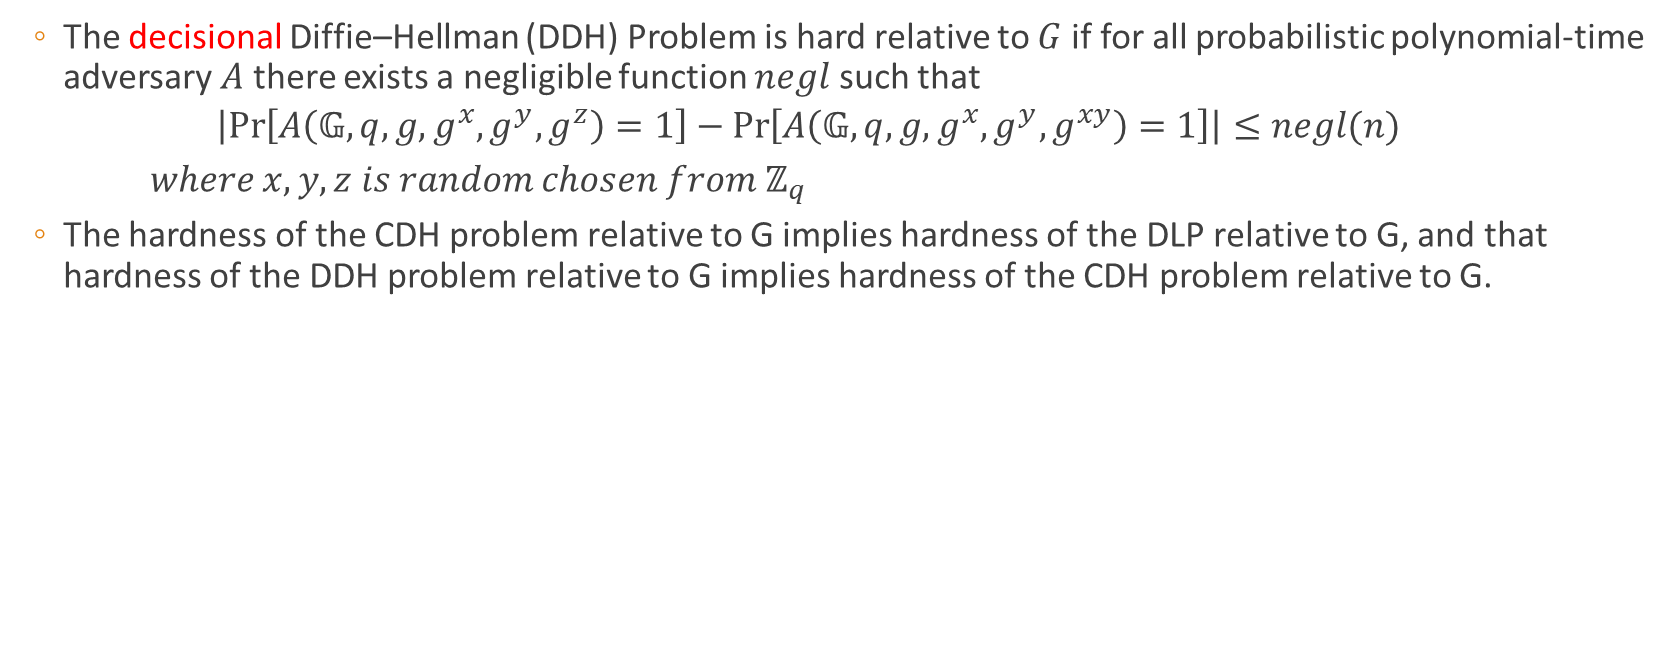 ◦ The decisional Diffie–Hellman (DDH) Problem is hard relative to 𝐺 if for all probabilistic polynomial-time
adversary 𝐴 there exists a negligible function 𝑛𝑒𝑔𝑙 such that
|Pr[𝐴(𝔾, 𝑞, 𝑔, 𝑔^𝑥, 𝑔^𝑦, 𝑔^𝑧) = 1] − Pr[𝐴(𝔾, 𝑞, 𝑔, 𝑔^𝑥, 𝑔^𝑦, 𝑔^𝑥𝑦) = 1]| ≤ 𝑛𝑒𝑔𝑙(𝑛)
𝑤ℎ𝑒𝑟𝑒 𝑥, 𝑦, 𝑧 𝑖𝑠 𝑟𝑎𝑛𝑑𝑜𝑚 𝑐ℎ𝑜𝑠𝑒𝑛 𝑓𝑟𝑜𝑚 ℤ_𝑞
◦ The hardness of the CDH problem relative to G implies hardness of the DLP relative to G, and that
hardness of the DDH problem relative to G implies hardness of the CDH problem relative to G.